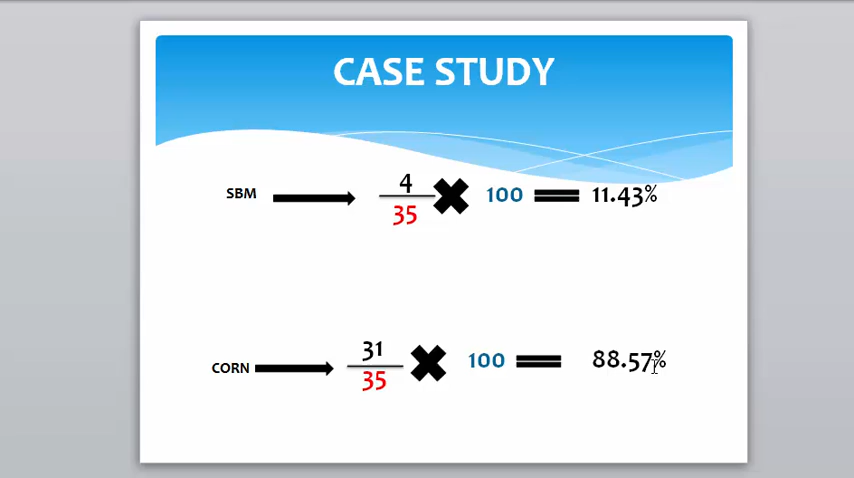 CASE STUDY
SBM 4/35 ✖ 100 = 11.43%
CORN 31/35 ✖ 100 = 88.57%